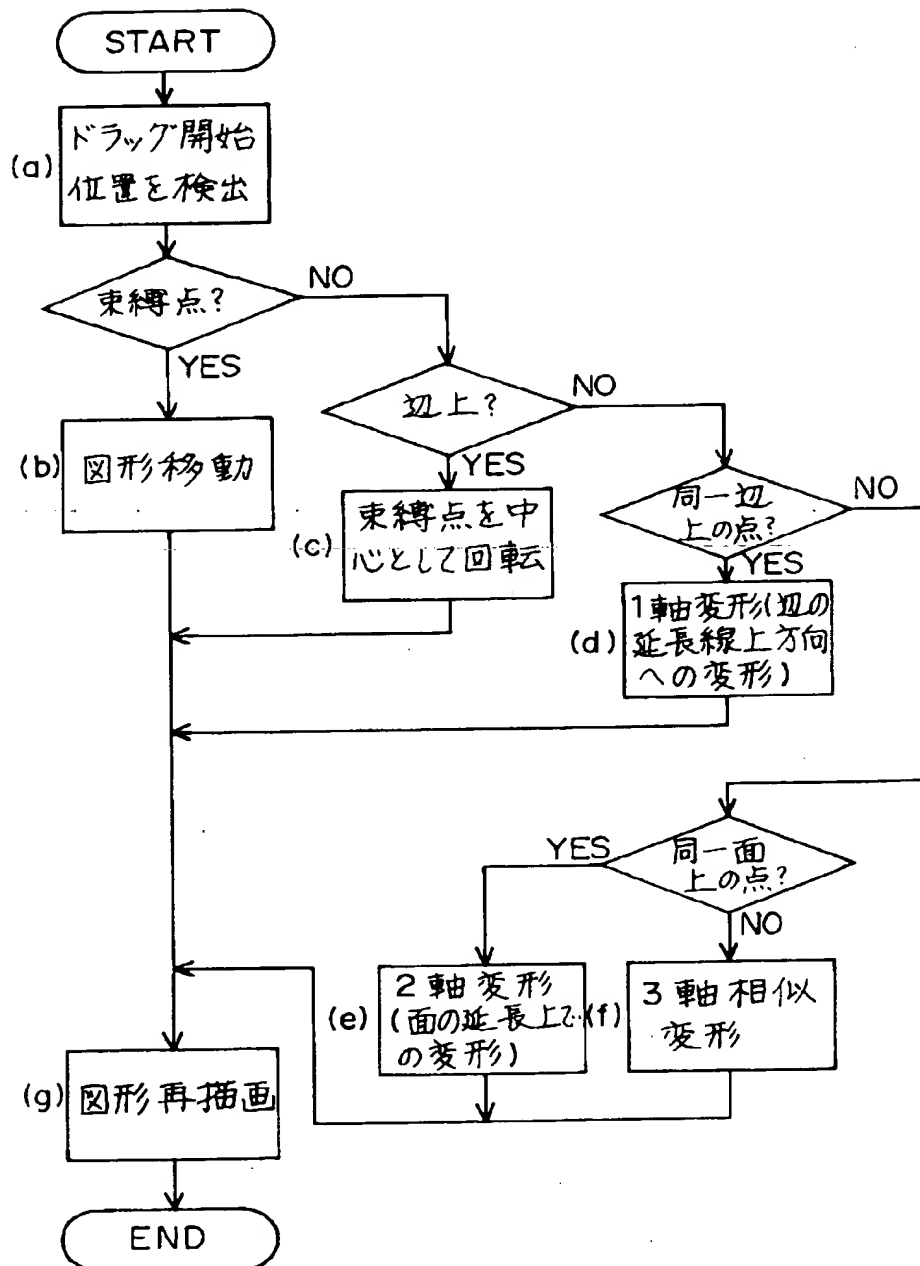 START
(a)
ドラッグ開始
位置を検出
束縛点?
NO
YES
(b)
図形移動
辺上?
NO
YES
(c)
束縛点を中
心として回転
同一辺
上の点?
NO
YES
(d)
1軸変形(辺の
延長線上方向
への変形)
同一面
上の点?
YES
NO
(e)
2軸変形
(面の延長上で
の変形)
(f)
3軸相似
変形
(g)
図形再描画
END